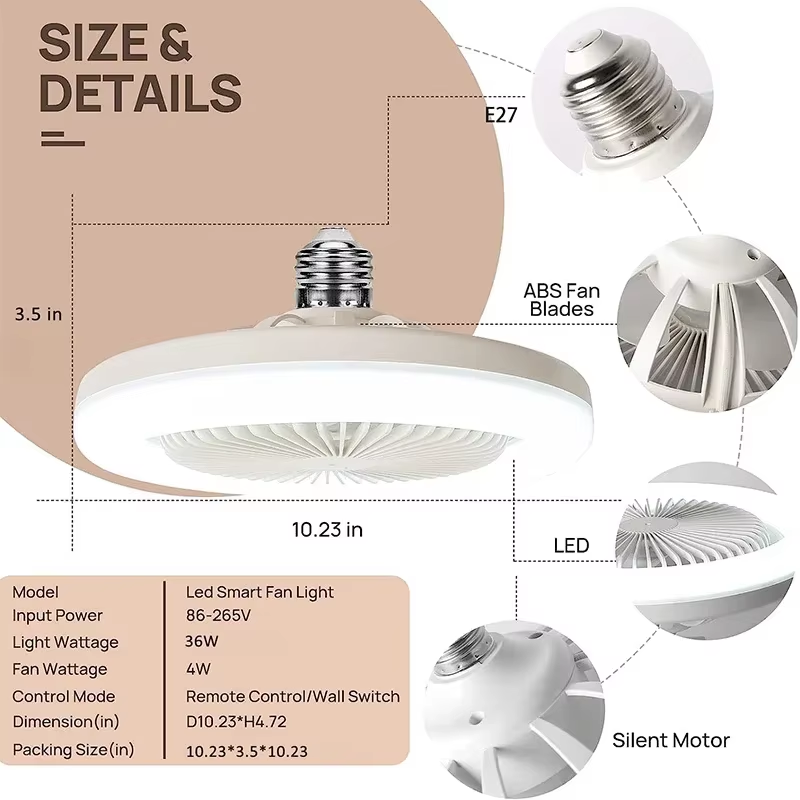 SIZE &
DETAILS
E27
3.5 in
ABS Fan
Blades
10.23 in
LED
Model Led Smart Fan Light
Input Power 86-265V
Light Wattage 36W
Fan Wattage 4W
Control Mode Remote Control/Wall Switch
Dimension(in) D10.23*H4.72
Packing Size(in) 10.23*3.5*10.23
Silent Motor